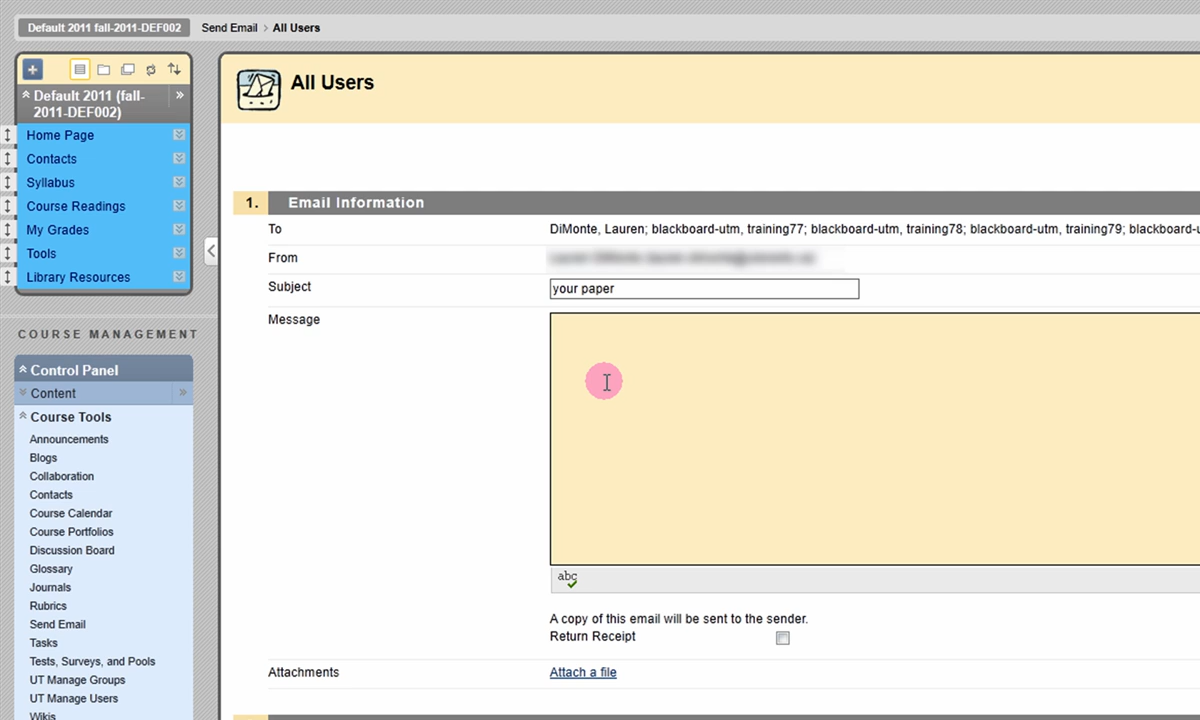 Default 2011 fall-2011-DEF002 Send Email > All Users
Default 2011 (fall-
2011-DEF002)
Home Page
Contacts
Syllabus
Course Readings
My Grades
Tools
Library Resources
COURSE MANAGEMENT
Control Panel
Content
Course Tools
Announcements
Blogs
Collaboration
Contacts
Course Calendar
Course Portfolios
Discussion Board
Glossary
Journals
Rubrics
Send Email
Tasks
Tests, Surveys, and Pools
UT Manage Groups
UT Manage Users
Wikis
All Users
1. Email Information
To DiMonte, Lauren; blackboard-utm, training77; blackboard-utm, training78; blackboard-utm, training79; blackboard-u
From
Subject your paper
Message
abc
A copy of this email will be sent to the sender.
Return Receipt
Attachments Attach a file